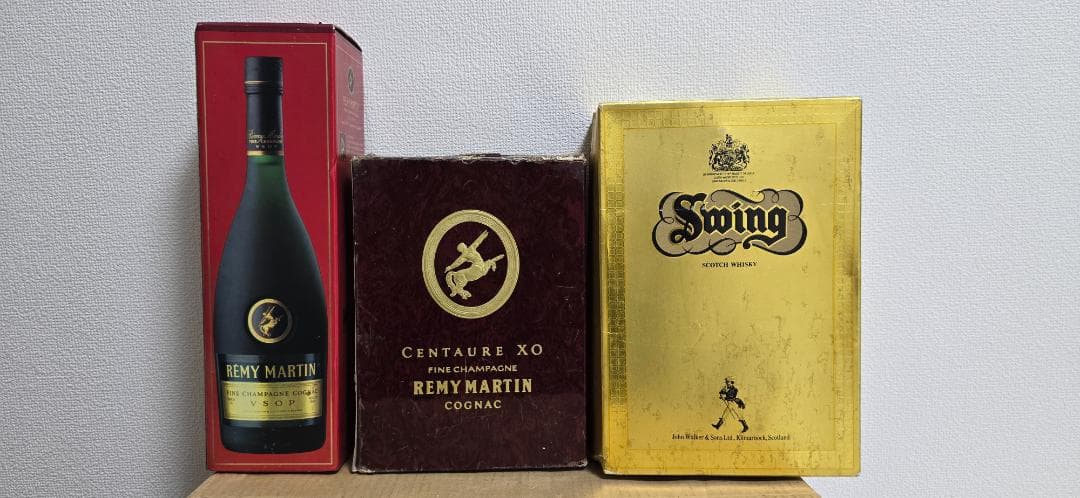 RÉMY MARTIN
FINE CHAMPAGNE COGNAC
V.S.O.P
CENTAURE XO
FINE CHAMPAGNE
REMY MARTIN
COGNAC
Swing
SCOTCH WHISKY
John Walker & Sons Ltd., Kilmarnock, Scotland